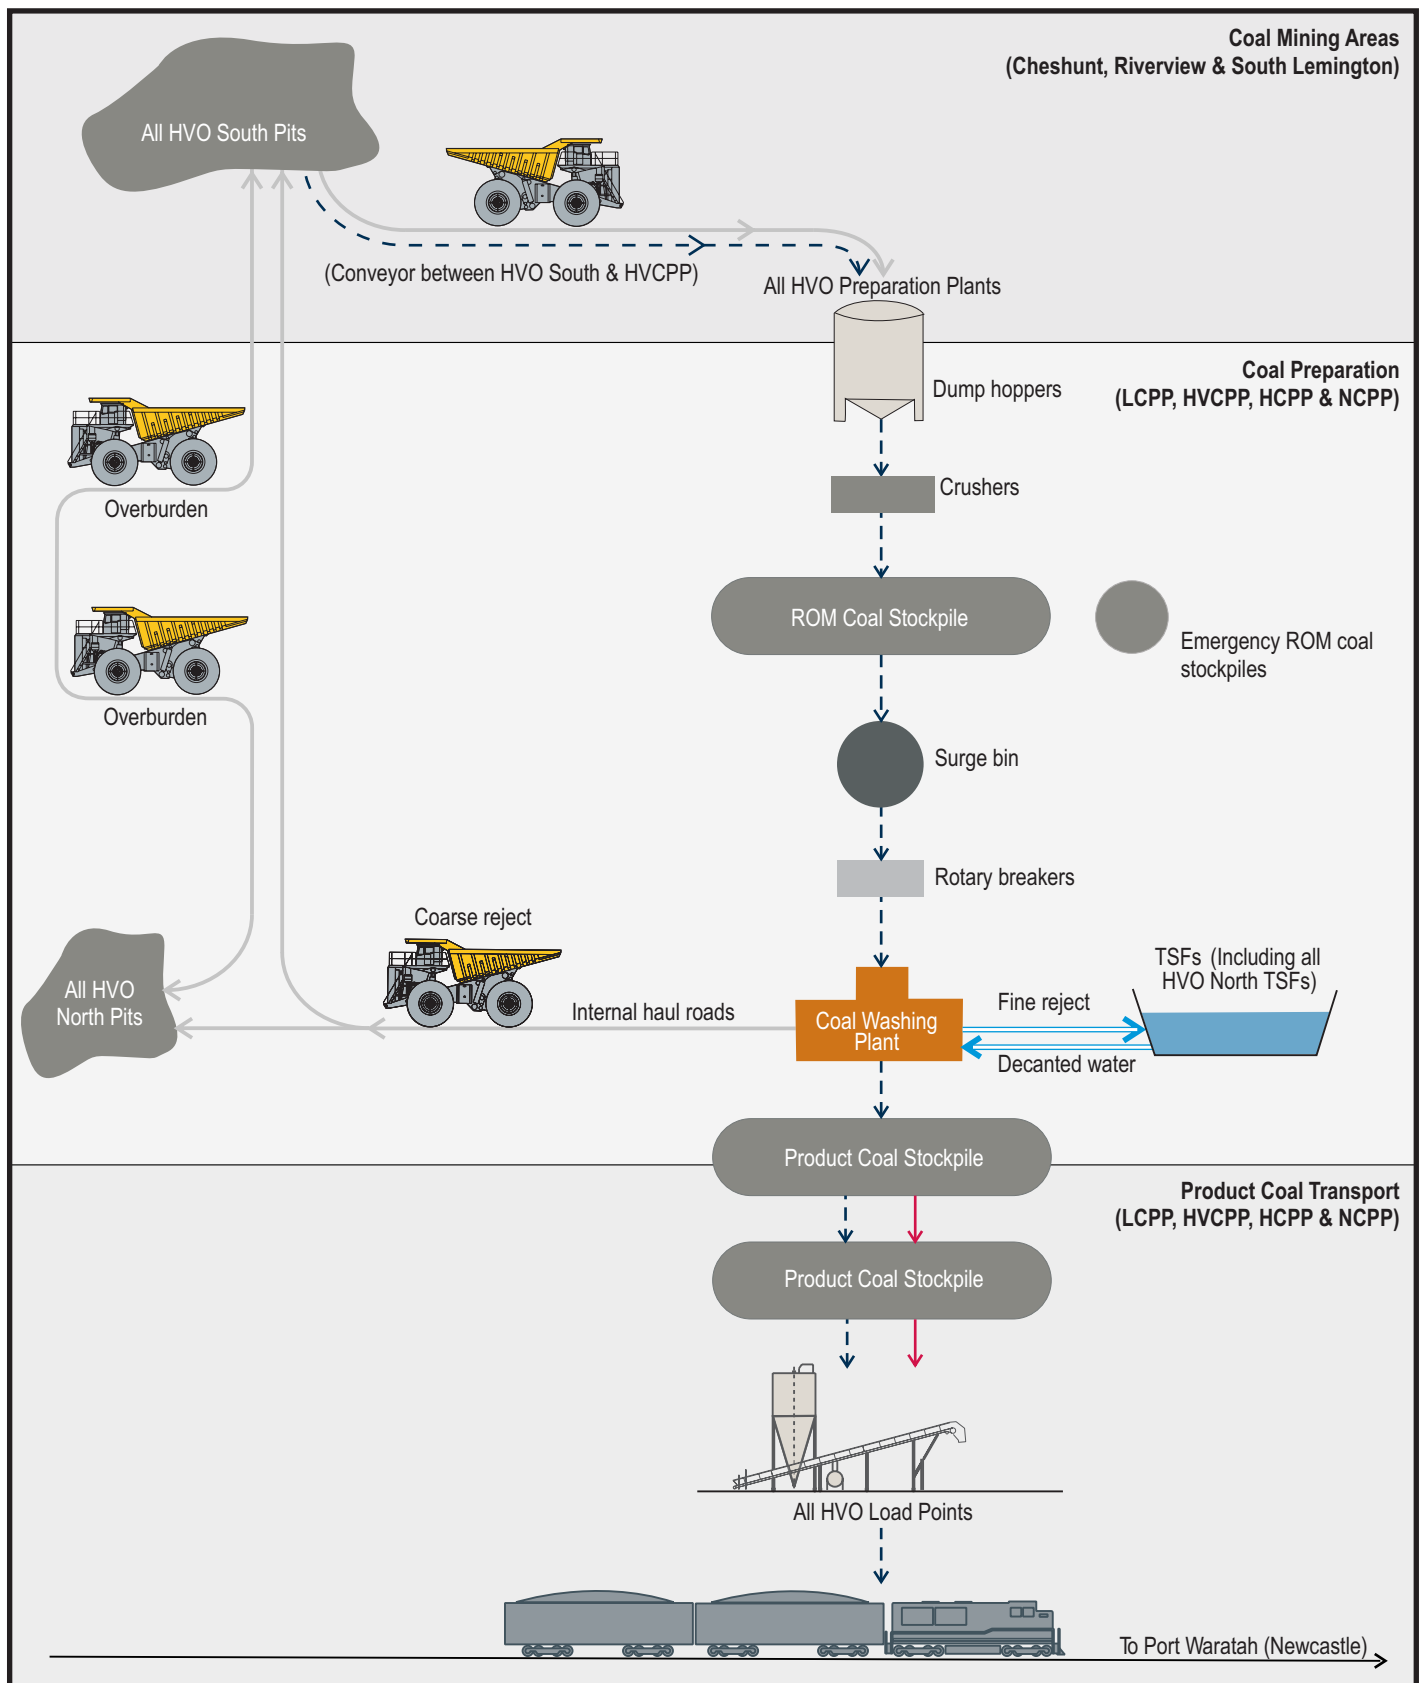 Coal Mining Areas
(Cheshunt, Riverview & South Lemington)
All HVO South Pits
(Conveyor between HVO South & HVCPP)
All HVO Preparation Plants
Coal Preparation
(LCPP, HVCPP, HCPP & NCPP)
Dump hoppers
Crushers
Overburden
ROM Coal Stockpile
Emergency ROM coal
stockpiles
Overburden
Surge bin
Rotary breakers
Coarse reject
TSFs (Including all
HVO North TSFs)
All HVO
North Pits
Internal haul roads
Coal Washing
Plant
Fine reject
Decanted water
Product Coal Stockpile
Product Coal Transport
(LCPP, HVCPP, HCPP & NCPP)
Product Coal Stockpile
All HVO Load Points
To Port Waratah (Newcastle)